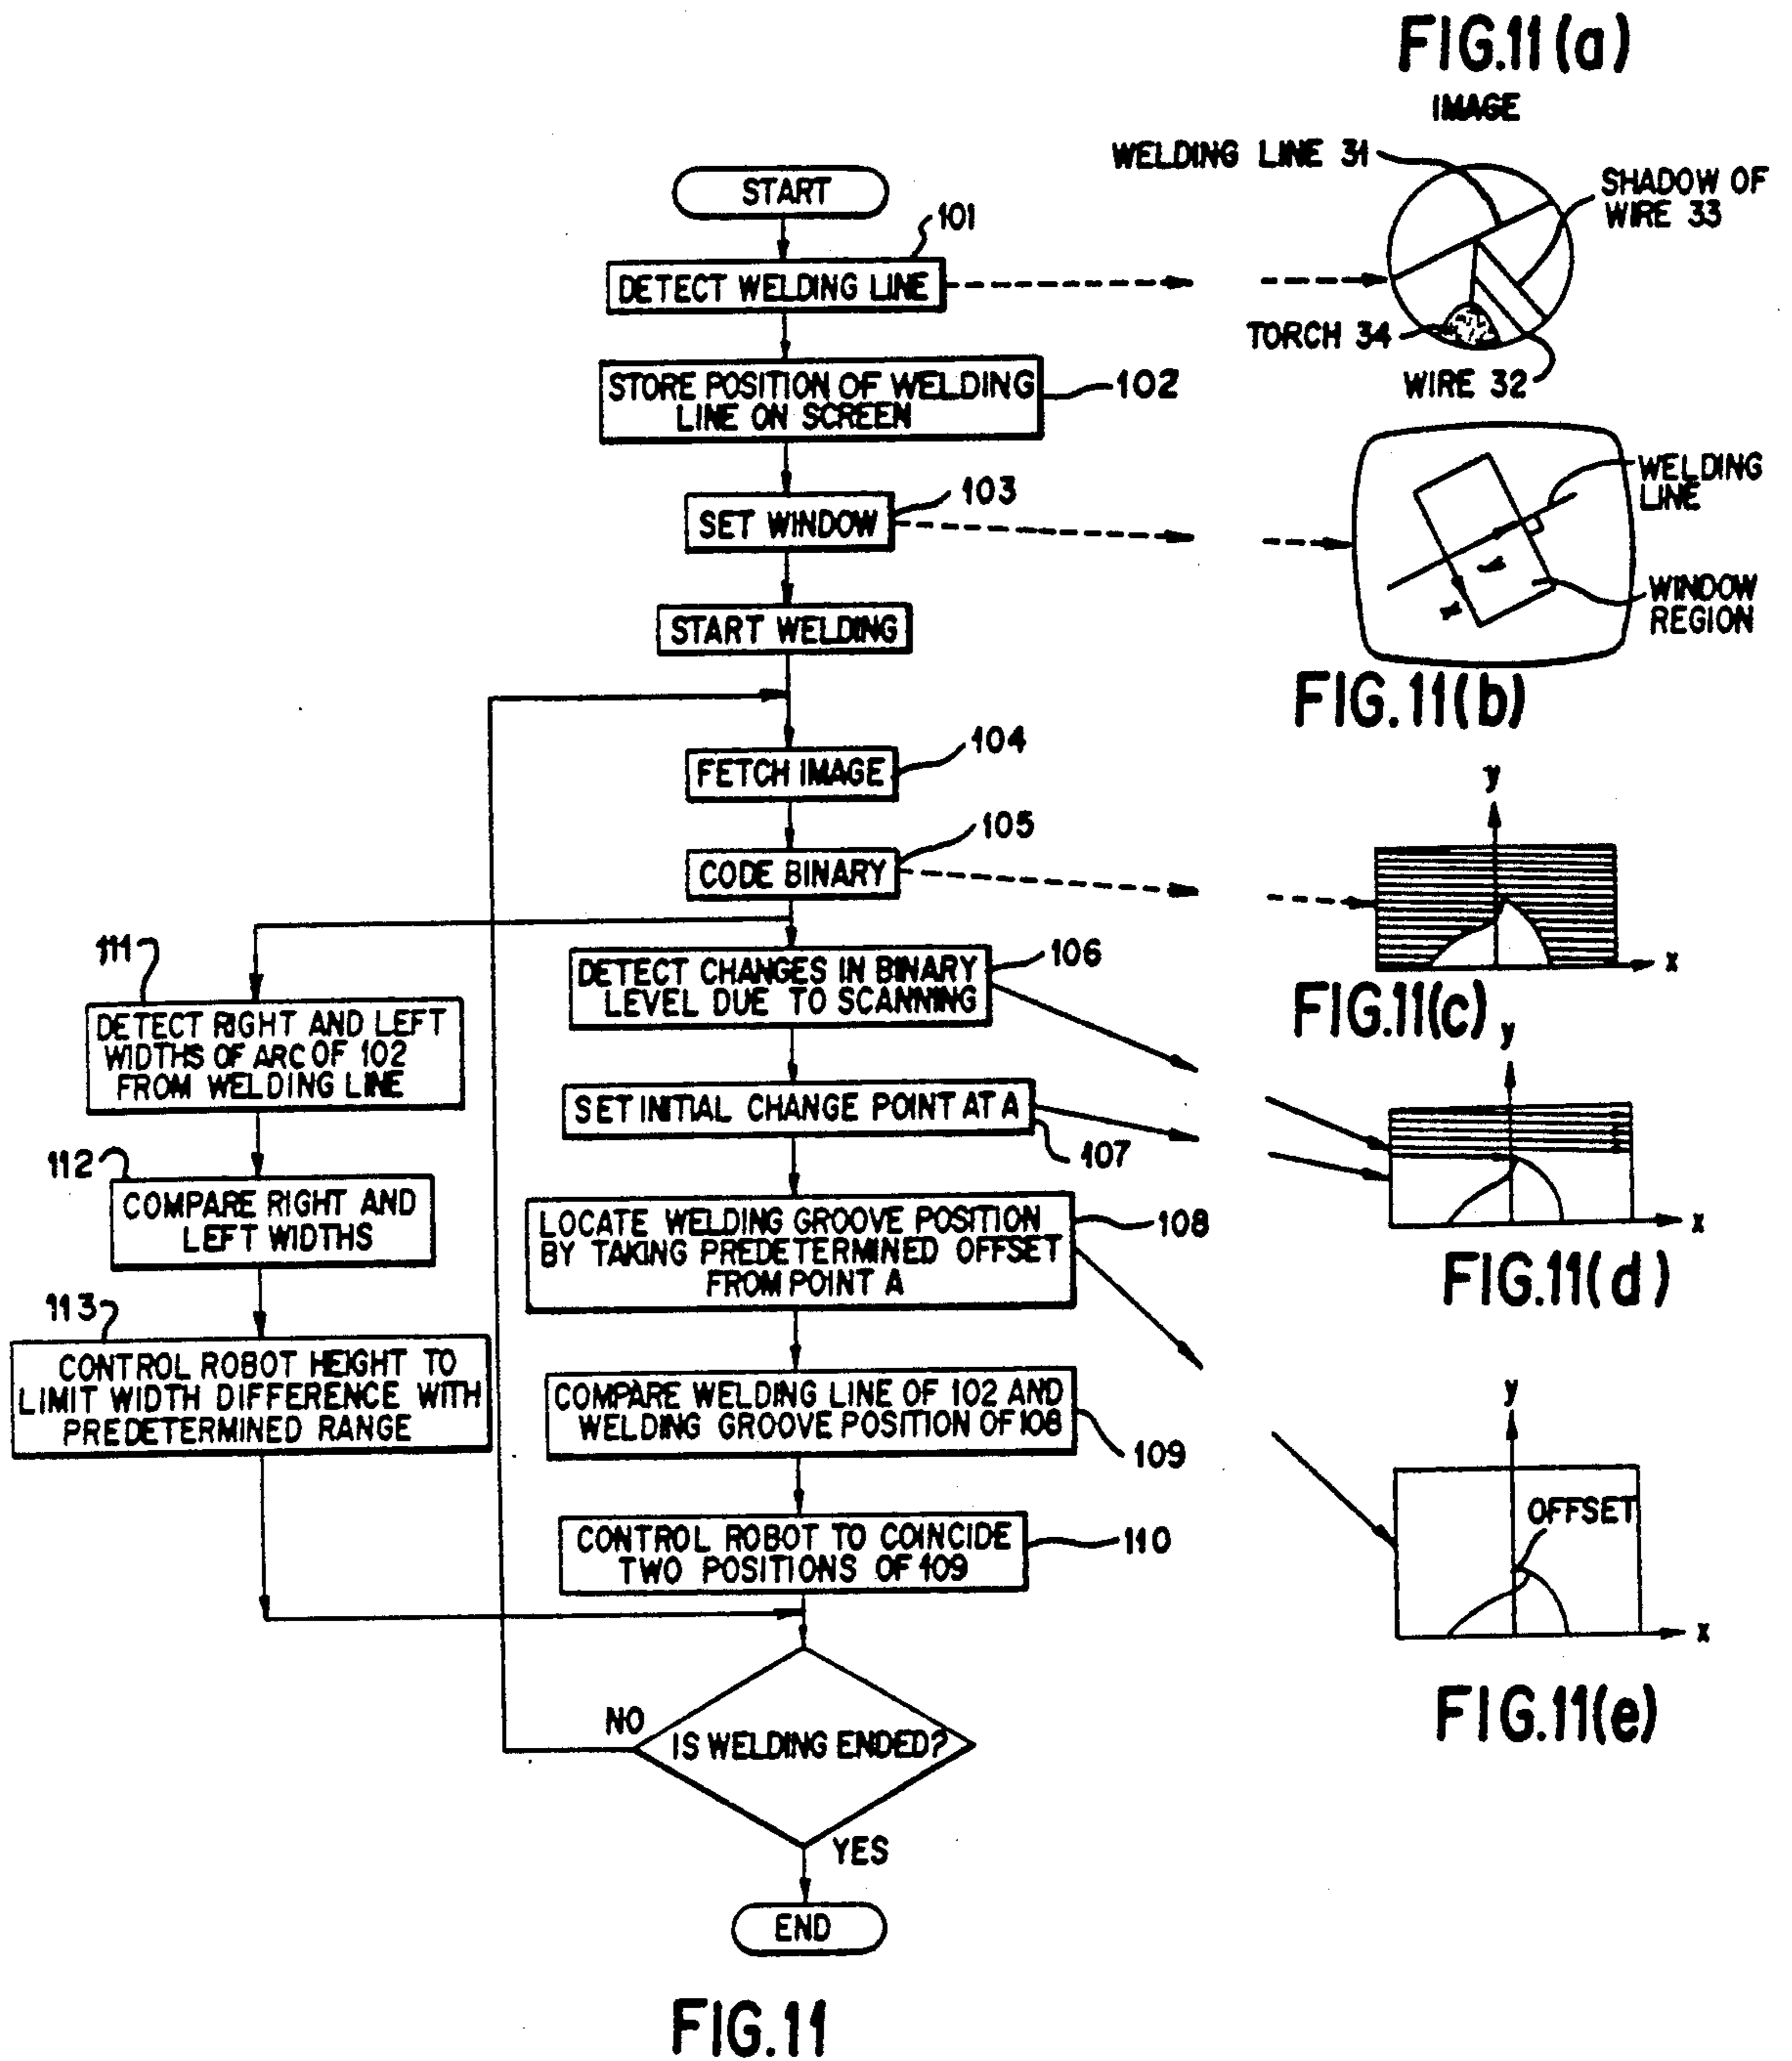 FIG.11(a)
IMAGE
WELDING LINE 31
SHADOW OF
WIRE 33
TORCH 34
WIRE 32
START
101
DETECT WELDING LINE
STORE POSITION OF WELDING
LINE ON SCREEN
102
SET WINDOW
103
WELDING
LINE
y
x
WINDOW
REGION
FIG.11(b)
START WELDING
FETCH IMAGE
104
CODE BINARY
105
y
x
FIG.11(c)
111
DETECT RIGHT AND LEFT
WIDTHS OF ARC OF 102
FROM WELDING LINE
112
COMPARE RIGHT AND
LEFT WIDTHS
113
CONTROL ROBOT HEIGHT TO
LIMIT WIDTH DIFFERENCE WITH
PREDETERMINED RANGE
DETECT CHANGES IN BINARY
LEVEL DUE TO SCANNING
106
SET INITIAL CHANGE POINT AT A
107
y
x
FIG.11(d)
LOCATE WELDING GROOVE POSITION
BY TAKING PREDETERMINED OFFSET
FROM POINT A
108
COMPARE WELDING LINE OF 102 AND
WELDING GROOVE POSITION OF 108
109
CONTROL ROBOT TO COINCIDE
TWO POSITIONS OF 109
110
y
OFFSET
x
FIG.11(e)
NO
IS WELDING ENDED?
YES
END
FIG.11